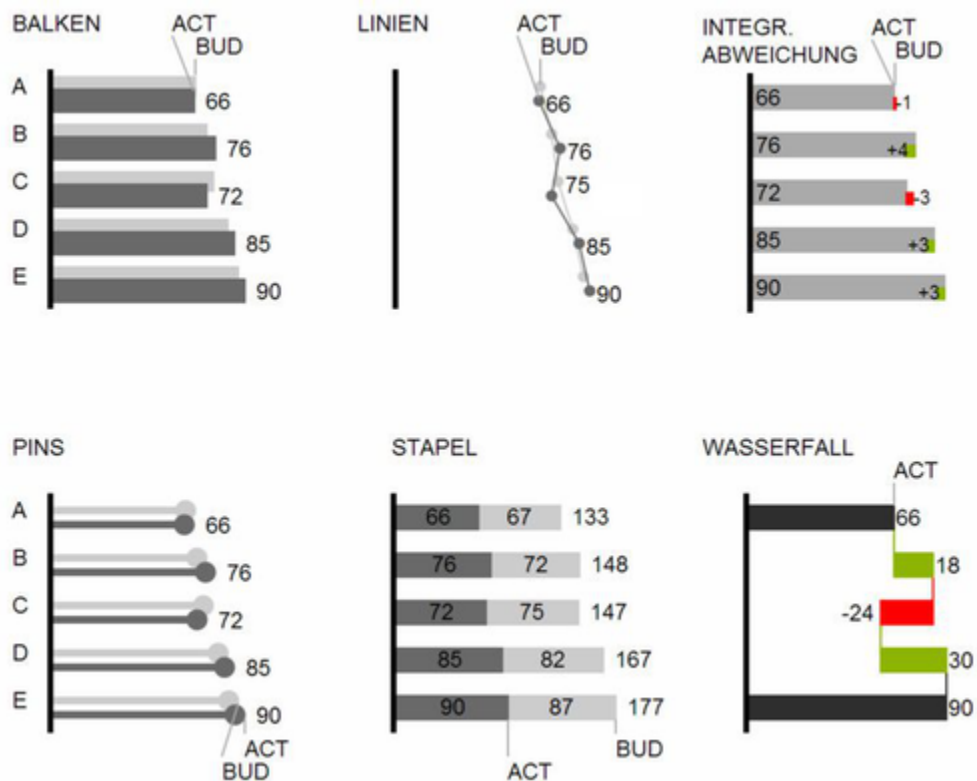 BALKEN
ACT
BUD
A
66
B
76
C
72
D
85
E
90
LINIEN
ACT
BUD
66
76
75
85
90
INTEGR.
ABWEICHUNG
ACT
BUD
66 -1
76 +4
72 -3
85 +3
90 +3
PINS
A
66
B
76
C
72
D
85
E
90
ACT
BUD
STAPEL
66 67 133
76 72 148
72 75 147
85 82 167
90 87 177
BUD
ACT
WASSERFALL
ACT
66
18
-24
30
90